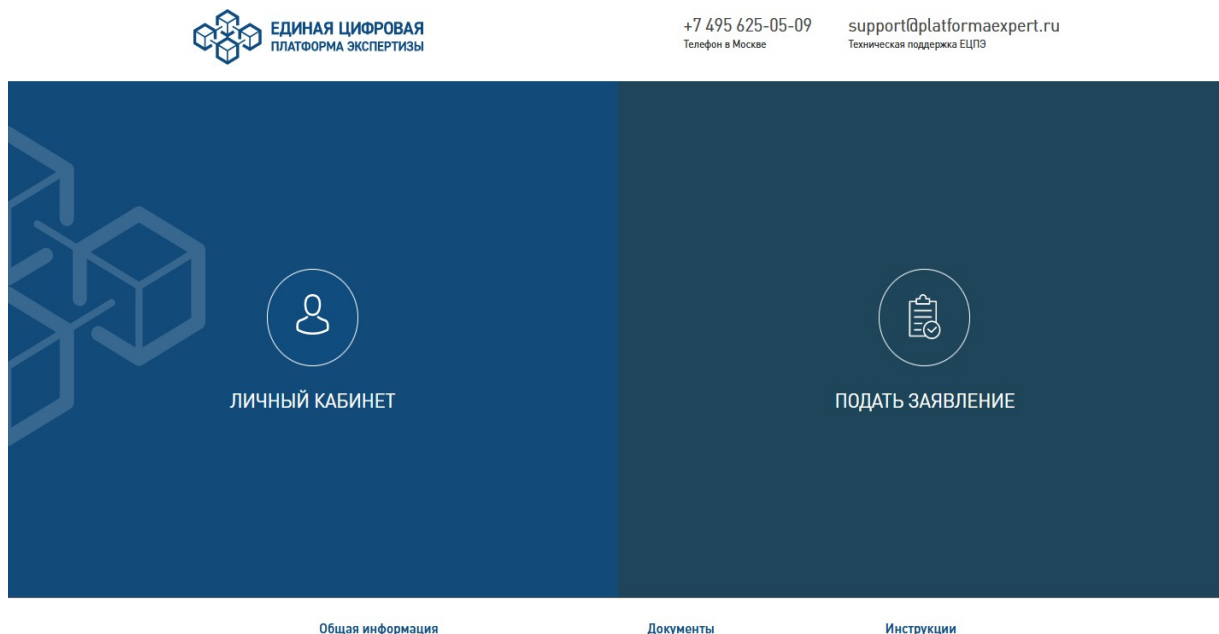 ЕДИНАЯ ЦИФРОВАЯ
ПЛАТФОРМА ЭКСПЕРТИЗЫ
+7 495 625-05-09
Телефон в Москве
support@platformaexpert.ru
Техническая поддержка ЕЦПЭ
ЛИЧНЫЙ КАБИНЕТ
ПОДАТЬ ЗАЯВЛЕНИЕ
Общая информация
Документы
Инструкции